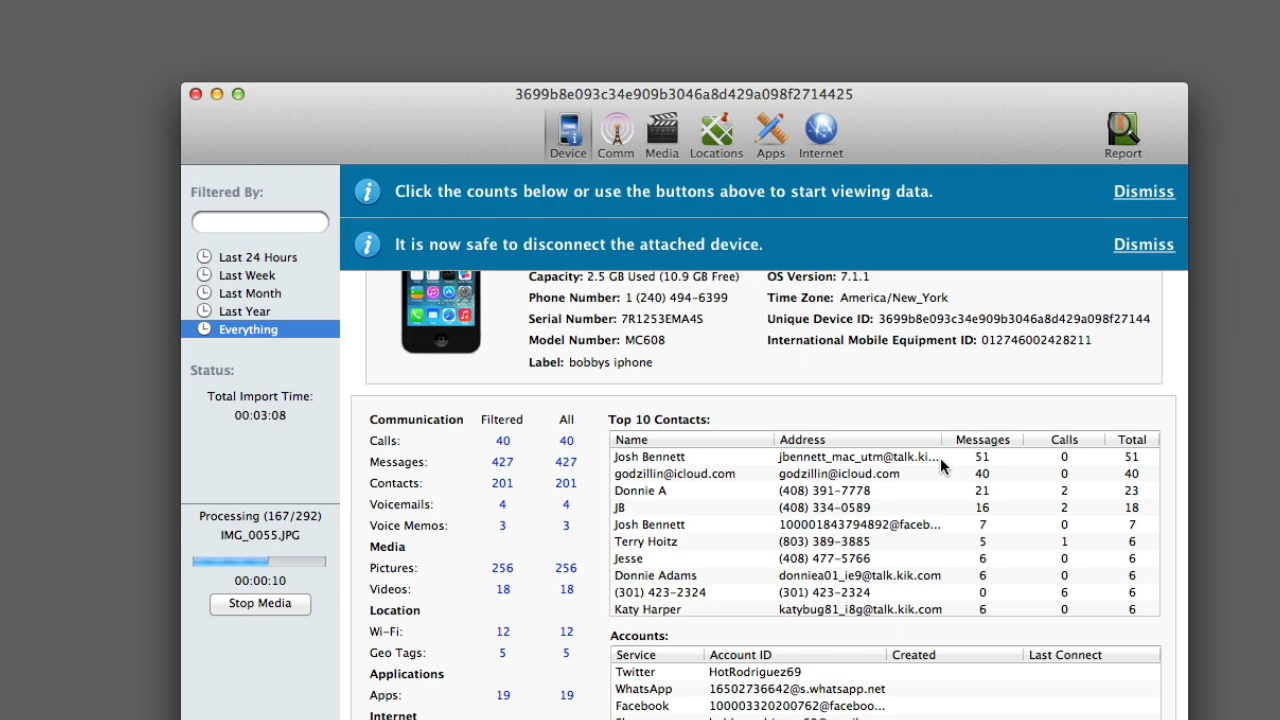 3699b8e093c34e909b3046a8d429a098f2714425
Device Comm Media Locations Apps Internet Report
Filtered By:
Last 24 Hours
Last Week
Last Month
Last Year
Everything
Status:
Total Import Time:
00:03:08
Processing (167/292)
IMG_0055.JPG
00:00:10
Stop Media
Click the counts below or use the buttons above to start viewing data. Dismiss
It is now safe to disconnect the attached device. Dismiss
Capacity: 2.5 GB Used (10.9 GB Free) OS Version: 7.1.1
Phone Number: 1 (240) 494-6399 Time Zone: America/New_York
Serial Number: 7R1253EMA4S Unique Device ID: 3699b8e093c34e909b3046a8d429a098f27144
Model Number: MC608 International Mobile Equipment ID: 012746002428211
Label: bobbys iphone
Communication Filtered All
Calls: 40 40
Messages: 427 427
Contacts: 201 201
Voicemails: 4 4
Voice Memos: 3 3
Media
Pictures: 256 256
Videos: 18 18
Location
Wi-Fi: 12 12
Geo Tags: 5 5
Applications
Apps: 19 19
Internet
Top 10 Contacts:
Name Address Messages Calls Total
Josh Bennett jbennett_mac_utm@talk.ki... 51 0 51
godzillin@icloud.com godzillin@icloud.com 40 0 40
Donnie A (408) 391-7778 21 2 23
JB (408) 334-0589 16 2 18
Josh Bennett 100001843794892@faceb... 7 0 7
Terry Hoitz (803) 389-3885 5 1 6
Jesse (408) 477-5766 6 0 6
Donnie Adams donniea01_ie9@talk.kik.com 6 0 6
(301) 423-2324 (301) 423-2324 0 6 6
Katy Harper katybug81_i8g@talk.kik.com 6 0 6
Accounts:
Service Account ID Created Last Connect
Twitter HotRodriguez69
WhatsApp 16502736642@s.whatsapp.net
Facebook 100003320200762@faceboo...